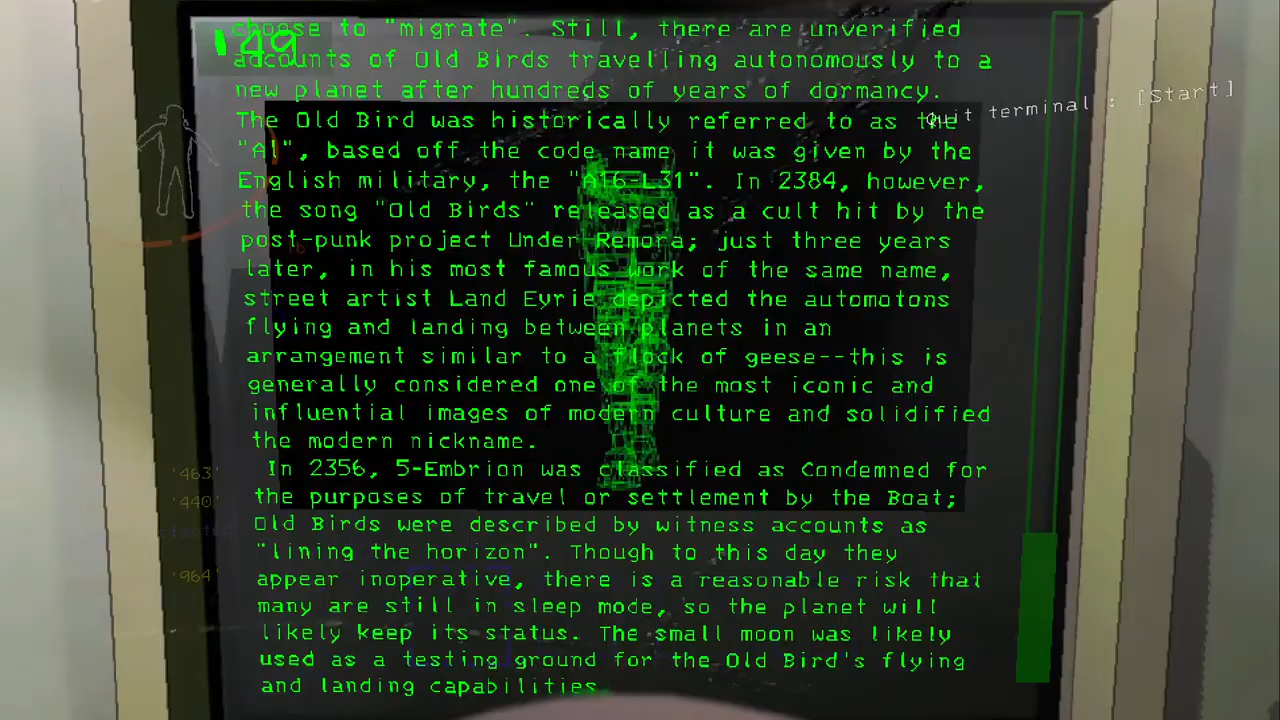 '49
choose to "migrate". Still, there are unverified
accounts of Old Birds travelling autonomously to a
new planet after hundreds of years of dormancy.
Quit terminal : [Start]
The Old Bird was historically referred to as the
"Al", based off the code name it was given by the
English military, the "A16-L31". In 2384, however,
the song "Old Birds" released as a cult hit by the
post-punk project Under Remora; just three years
later, in his most famous work of the same name,
street artist Land Eyrie depicted the automotons
flying and landing between planets in an
arrangement similar to a flock of geese--this is
generally considered one of the most iconic and
influential images of modern culture and solidified
the modern nickname.
In 2356, 5-Embrion was classified as Condemned for
the purposes of travel or settlement by the Boat;
Old Birds were described by witness accounts as
"lining the horizon". Though to this day they
appear inoperative, there is a reasonable risk that
many are still in sleep mode, so the planet will
likely keep its status. The small moon was likely
used as a testing ground for the Old Bird's flying
and landing capabilities.
'463'
'440'
'964'